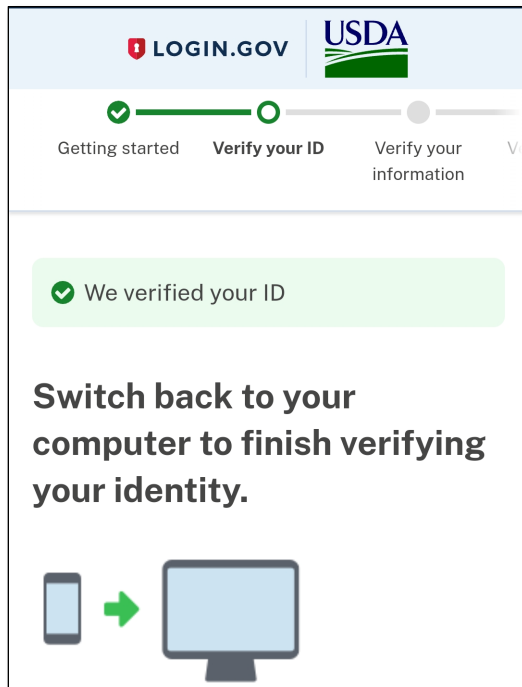 LOGIN.GOV
USDA
Getting started
Verify your ID
Verify your
information
We verified your ID
Switch back to your
computer to finish verifying
your identity.